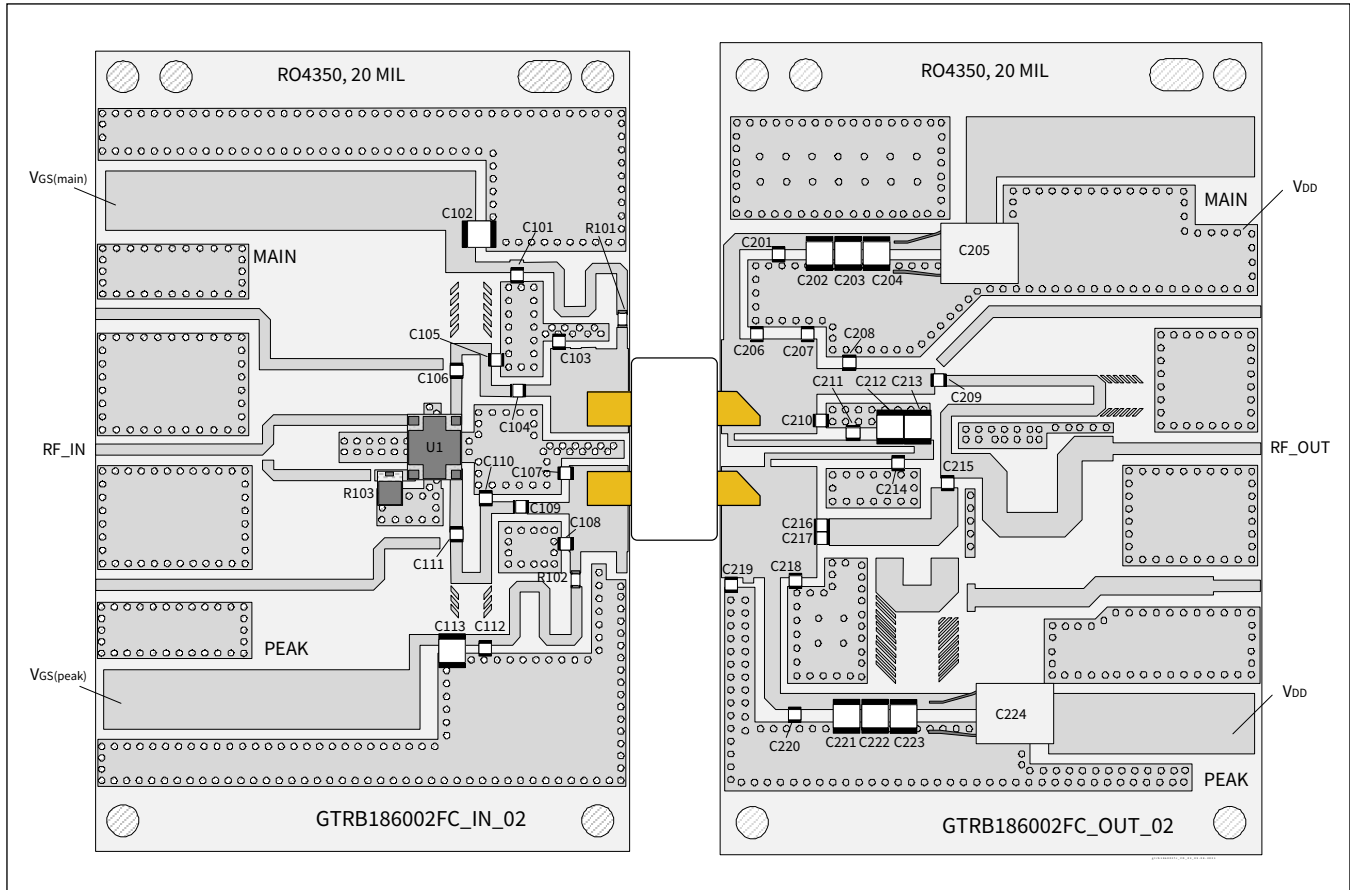 RO4350, 20 MIL
RO4350, 20 MIL
VGS(main)
C102
C101
R101
MAIN
C105
C103
C106
C104
RF_IN
U1
R103
C110
C107
C109
C108
C111
R102
C113
C112
PEAK
VGS(peak)
GTRB186002FC_IN_02
MAIN
VDD
C201
C205
C202
C203
C204
C206
C207
C208
C209
C211
C212
C213
C210
RF_OUT
C214
C215
C216
C217
C219
C218
C224
VDD
C220
C221
C222
C223
PEAK
GTRB186002FC_OUT_02